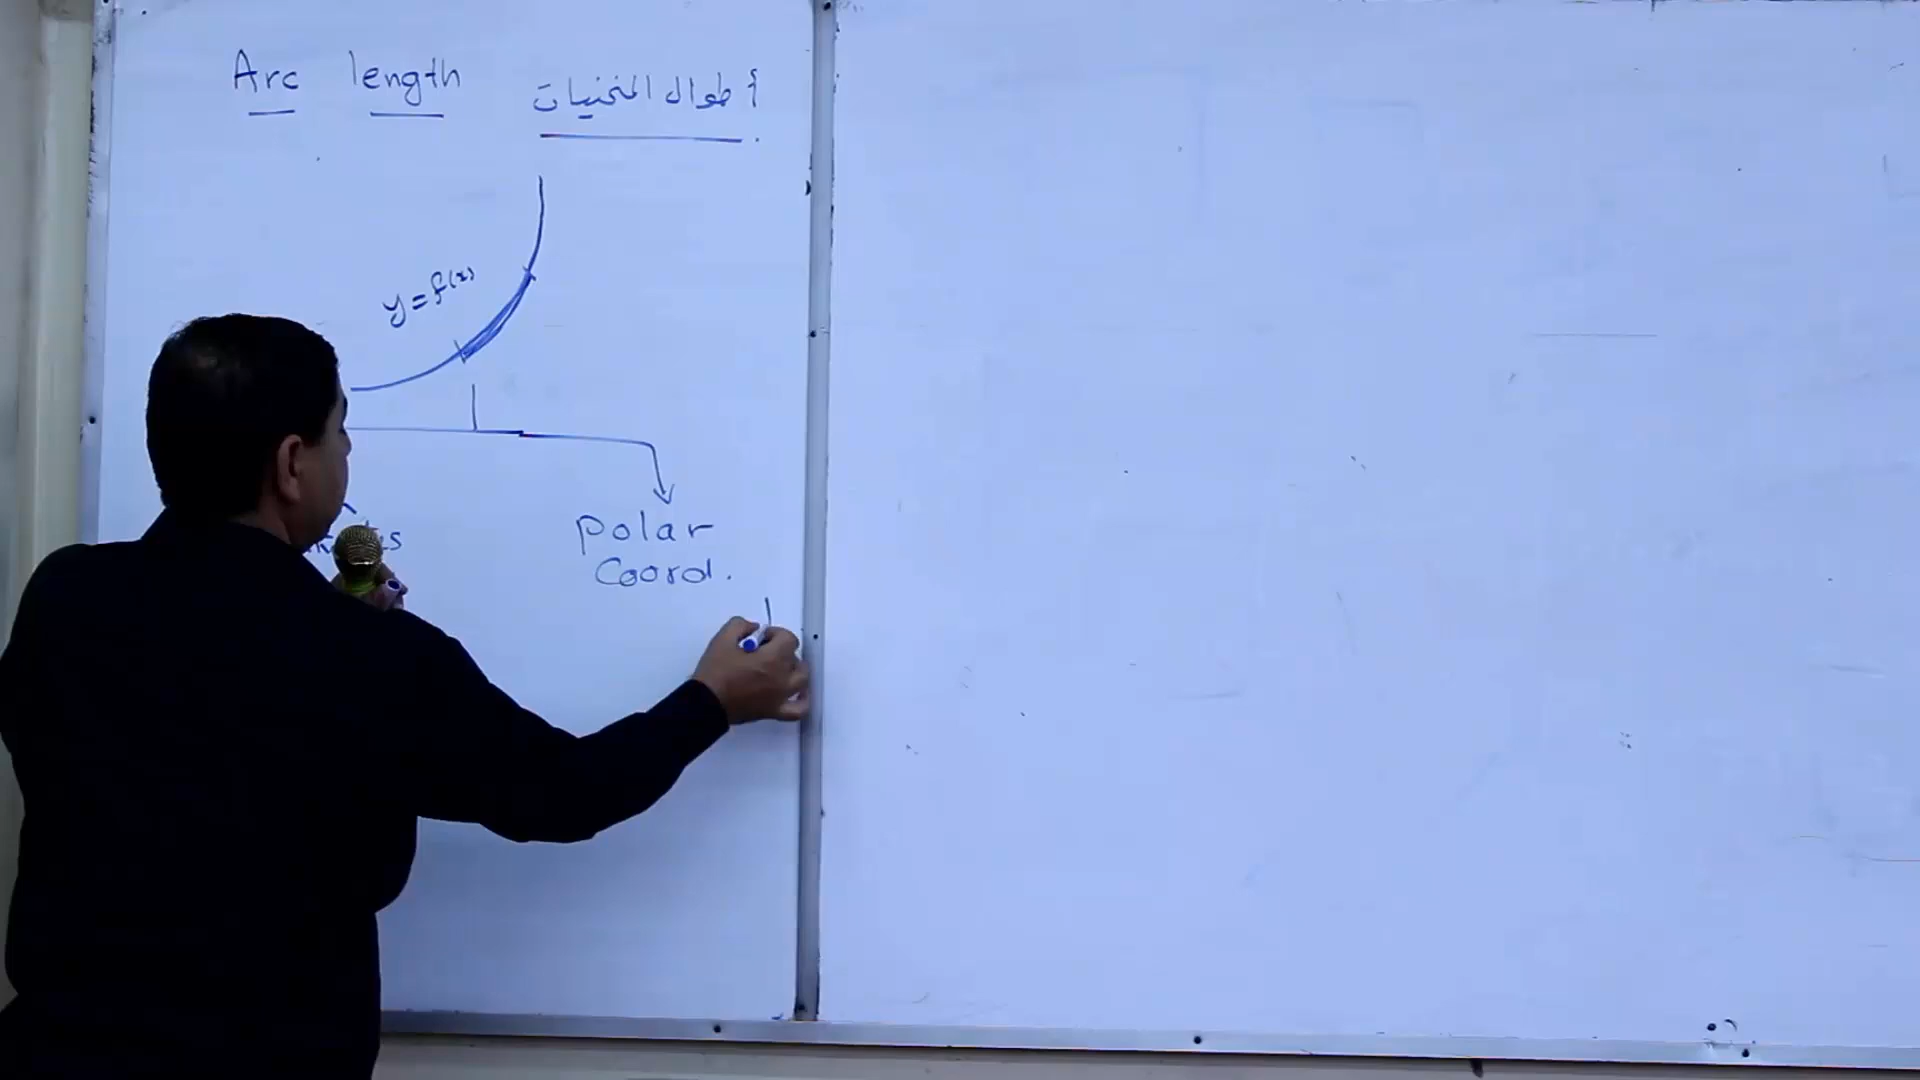 Arc length
أطوال المنحنيات
y=f(x)
Polar
Coord.